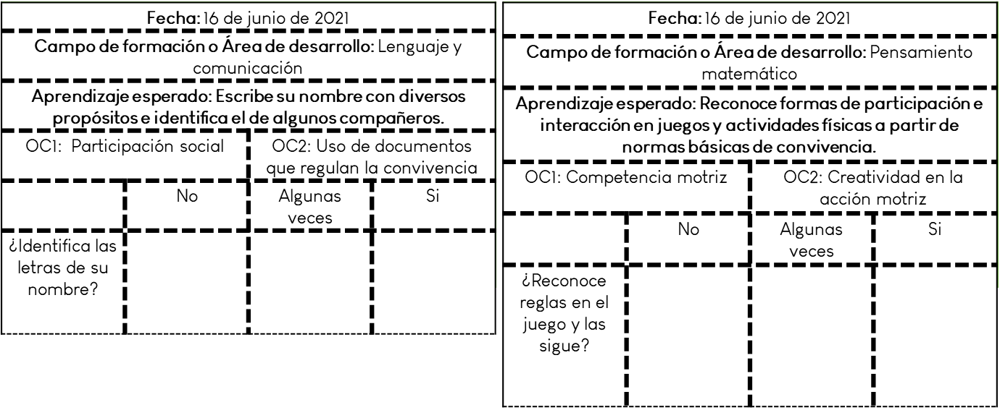 Fecha: 16 de junio de 2021
Campo de formación o Área de desarrollo: Lenguaje y
comunicación
Aprendizaje esperado: Escribe su nombre con diversos
propósitos e identifica el de algunos compañeros.
OC1: Participación social
OC2: Uso de documentos
que regulan la convivencia
No
Algunas
veces
Si
¿Identifica las
letras de su
nombre?
Fecha: 16 de junio de 2021
Campo de formación o Área de desarrollo: Pensamiento
matemático
Aprendizaje esperado: Reconoce formas de participación e
interacción en juegos y actividades físicas a partir de
normas básicas de convivencia.
OC1: Competencia motriz
OC2: Creatividad en la
acción motriz
No
Algunas
veces
Si
¿Reconoce
reglas en el
juego y las
sigue?